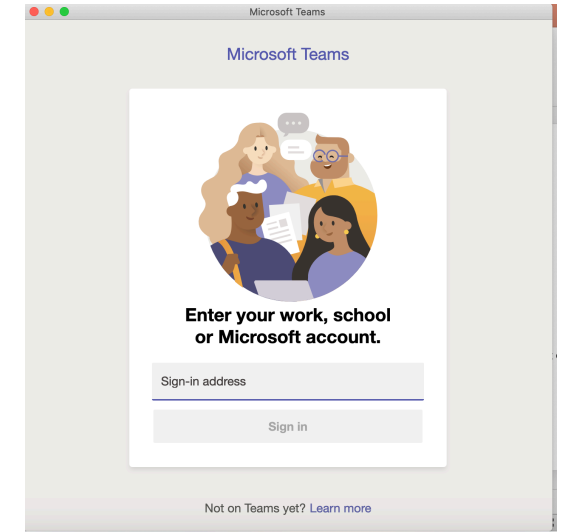 Microsoft Teams
Microsoft Teams
Enter your work, school
or Microsoft account.
Sign-in address
Sign in
Not on Teams yet? Learn more